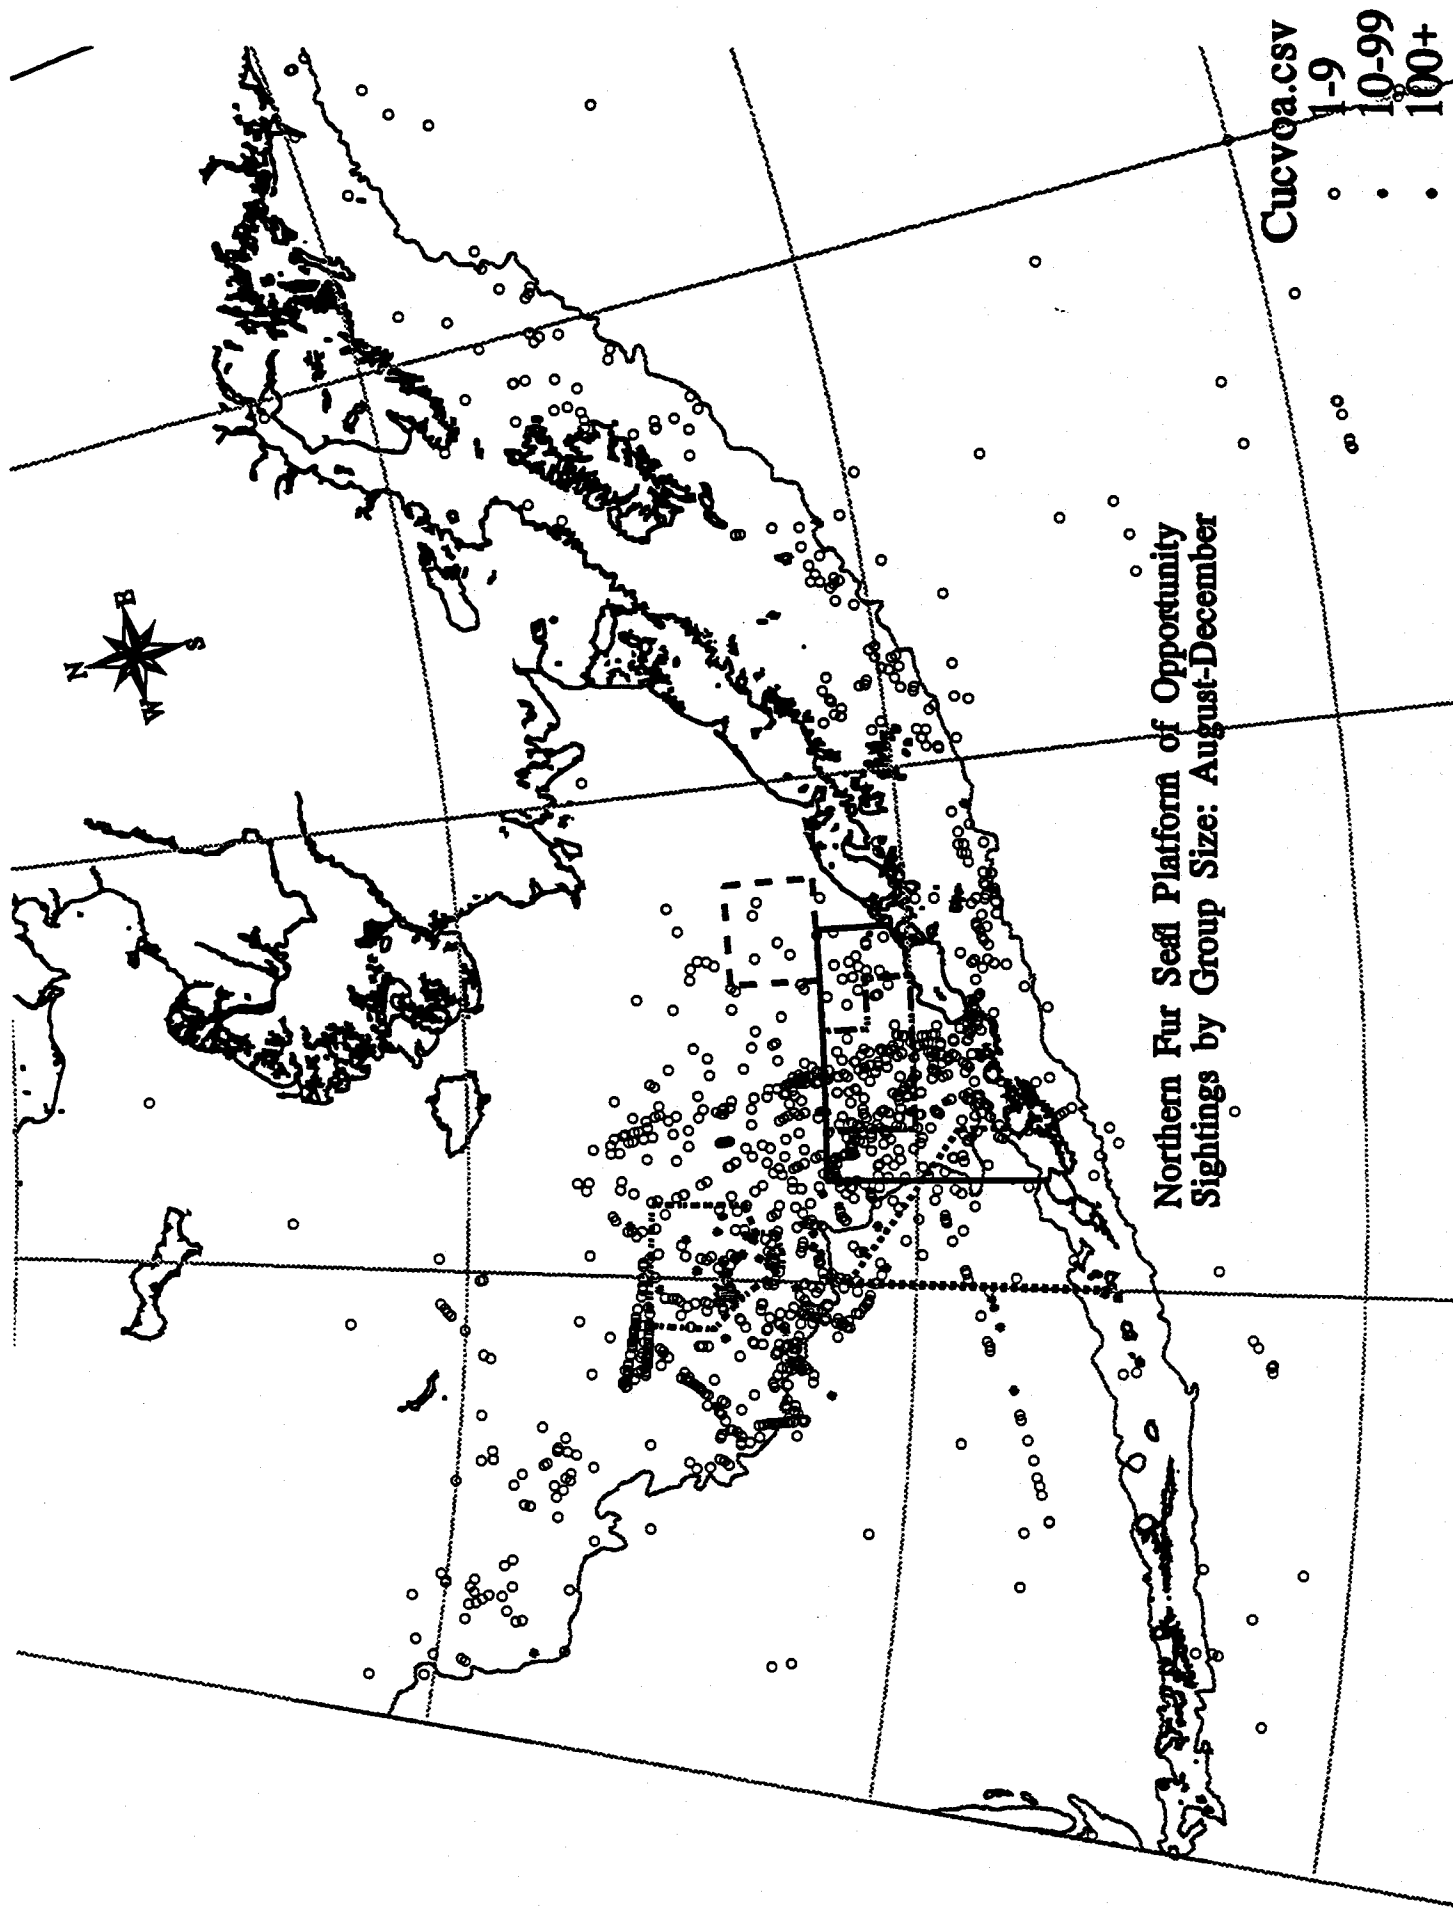 N
E
S
W
Northern Fur Seal Platform of Opportunity
Sightings by Group Size: August-December
Cucvoa.csv
1-9
10-99
100+